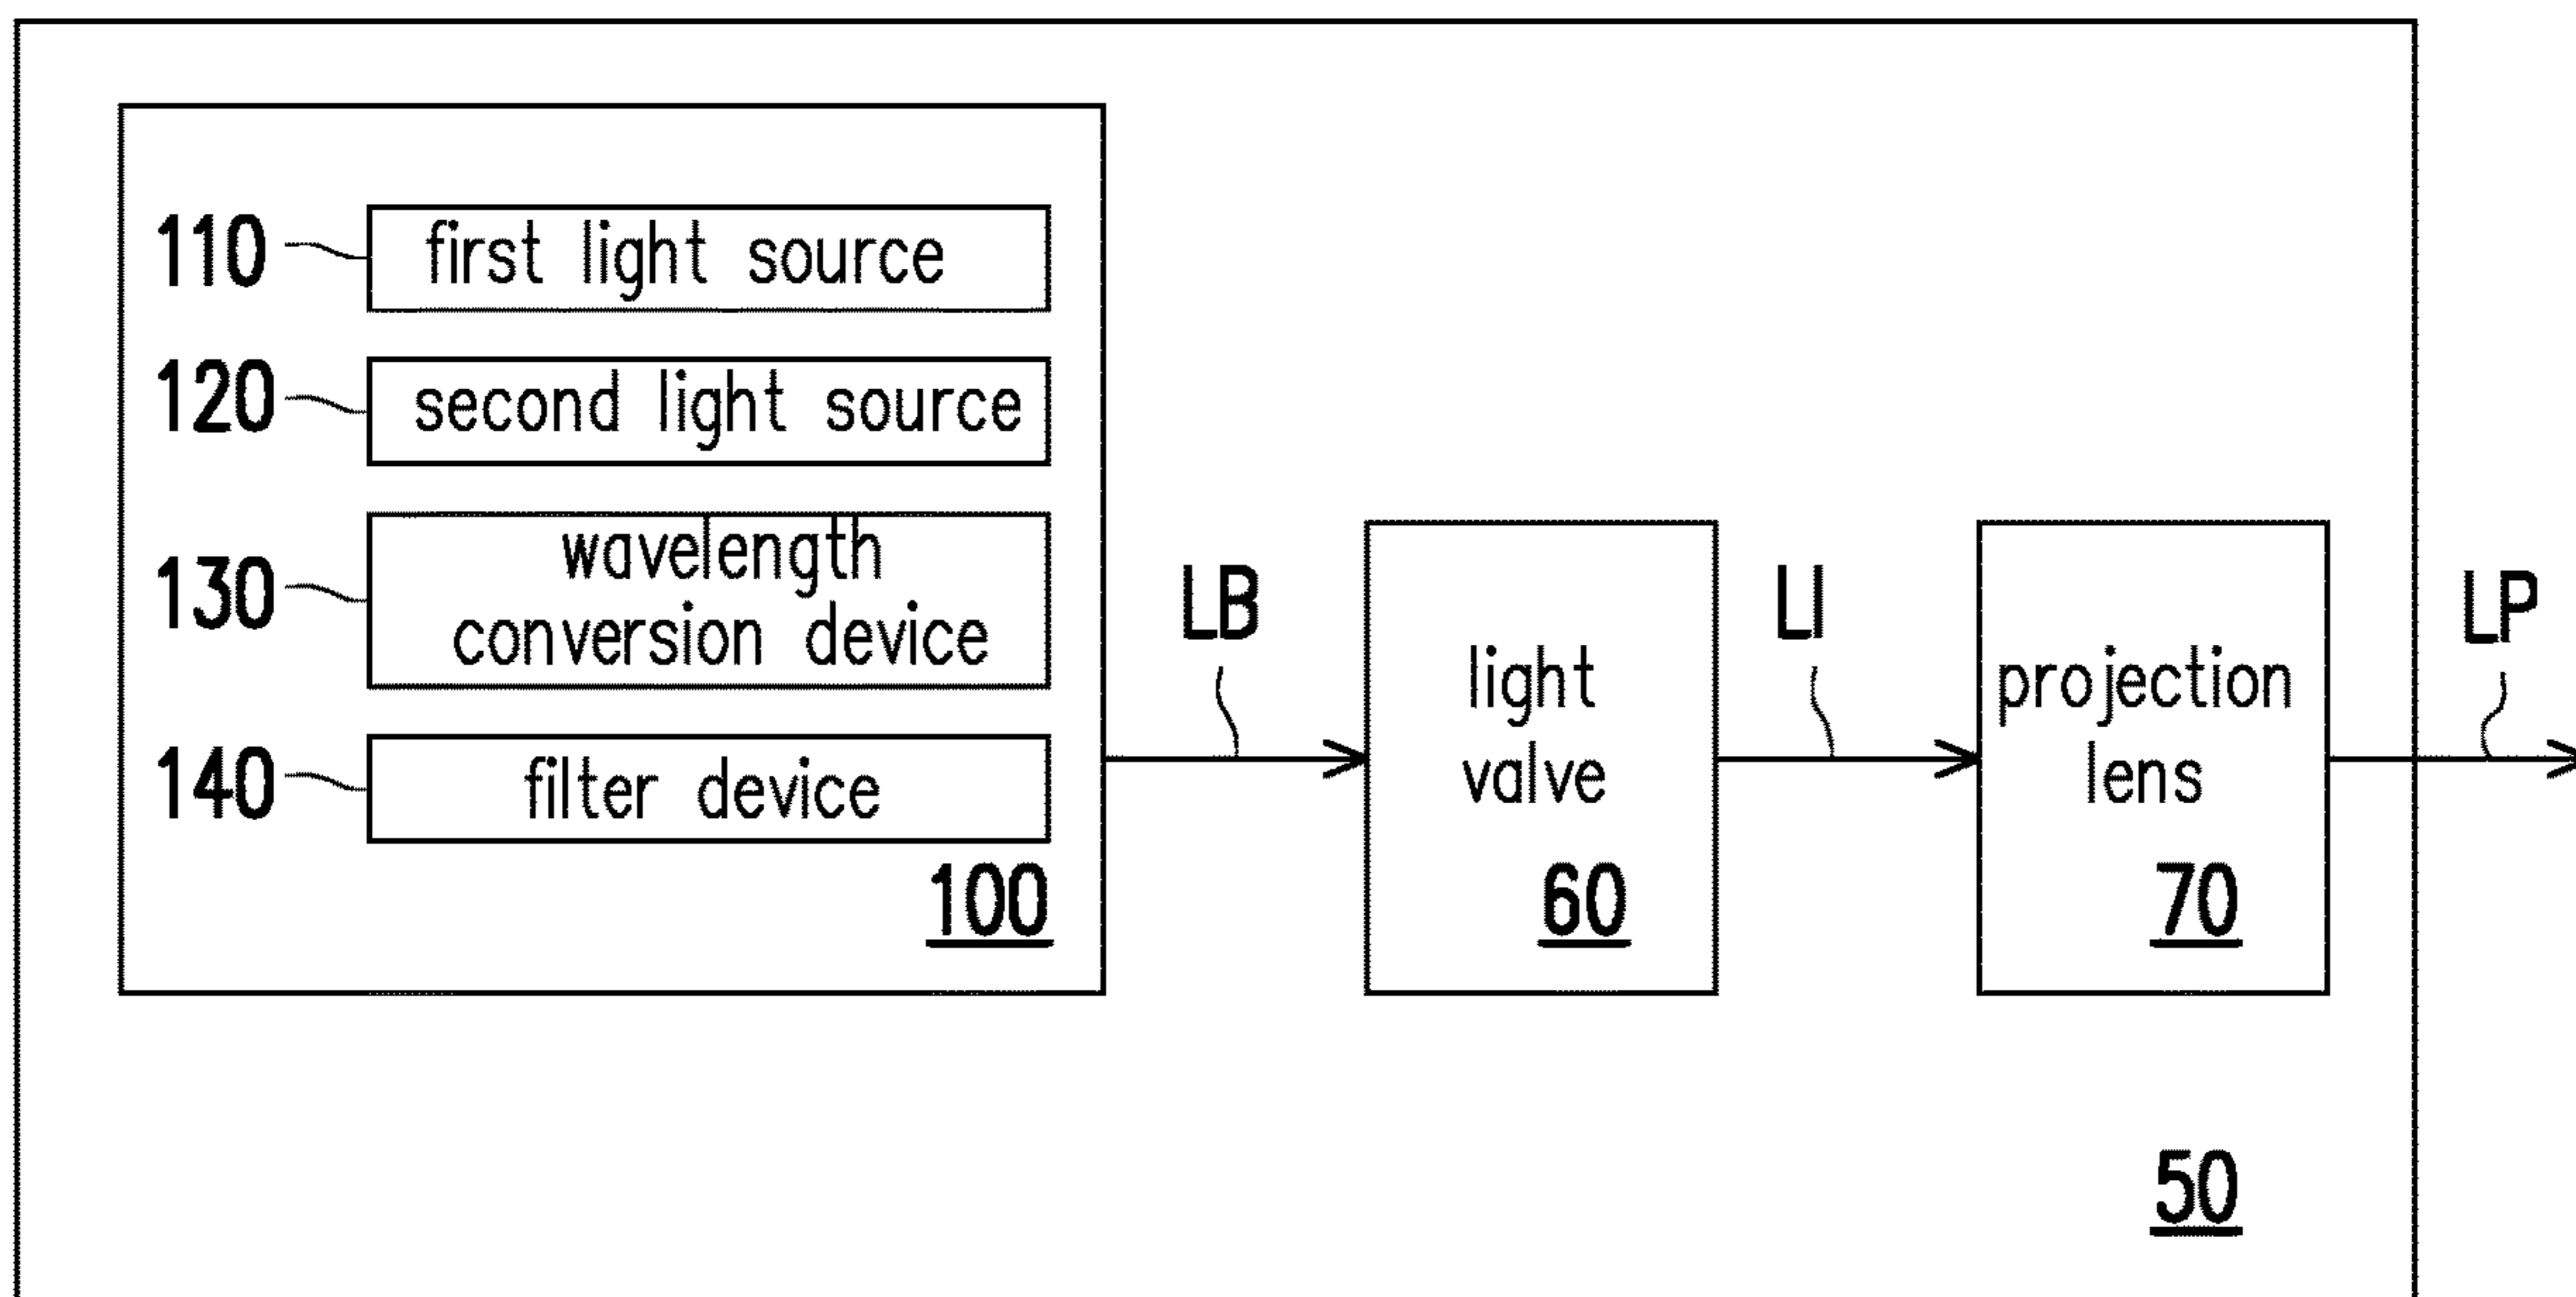 110 first light source
120 second light source
130 wavelength
conversion device
140 filter device
100
LB
light
valve
60
LI
projection
lens
70
LP
50